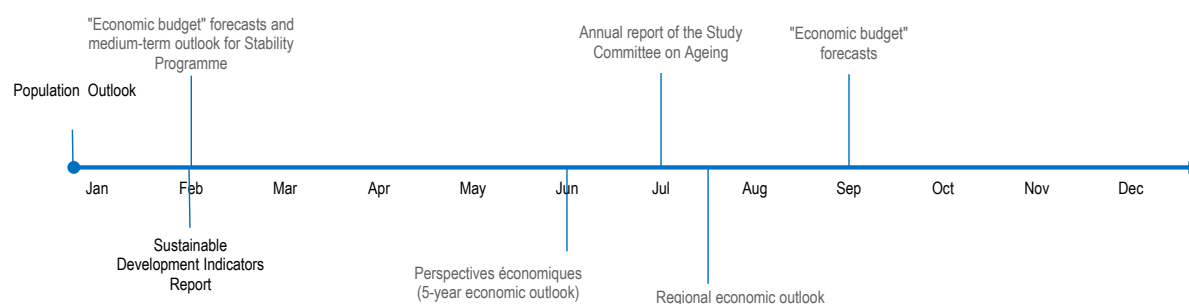 "Economic budget" forecasts and
medium-term outlook for Stability
Programme
Annual report of the Study
Committee on Ageing
"Economic budget"
forecasts
Population Outlook
Jan Feb Mar Apr May Jun Jul Aug Sep Oct Nov Dec
Sustainable
Development Indicators
Report
Perspectives économiques
(5-year economic outlook)
Regional economic outlook